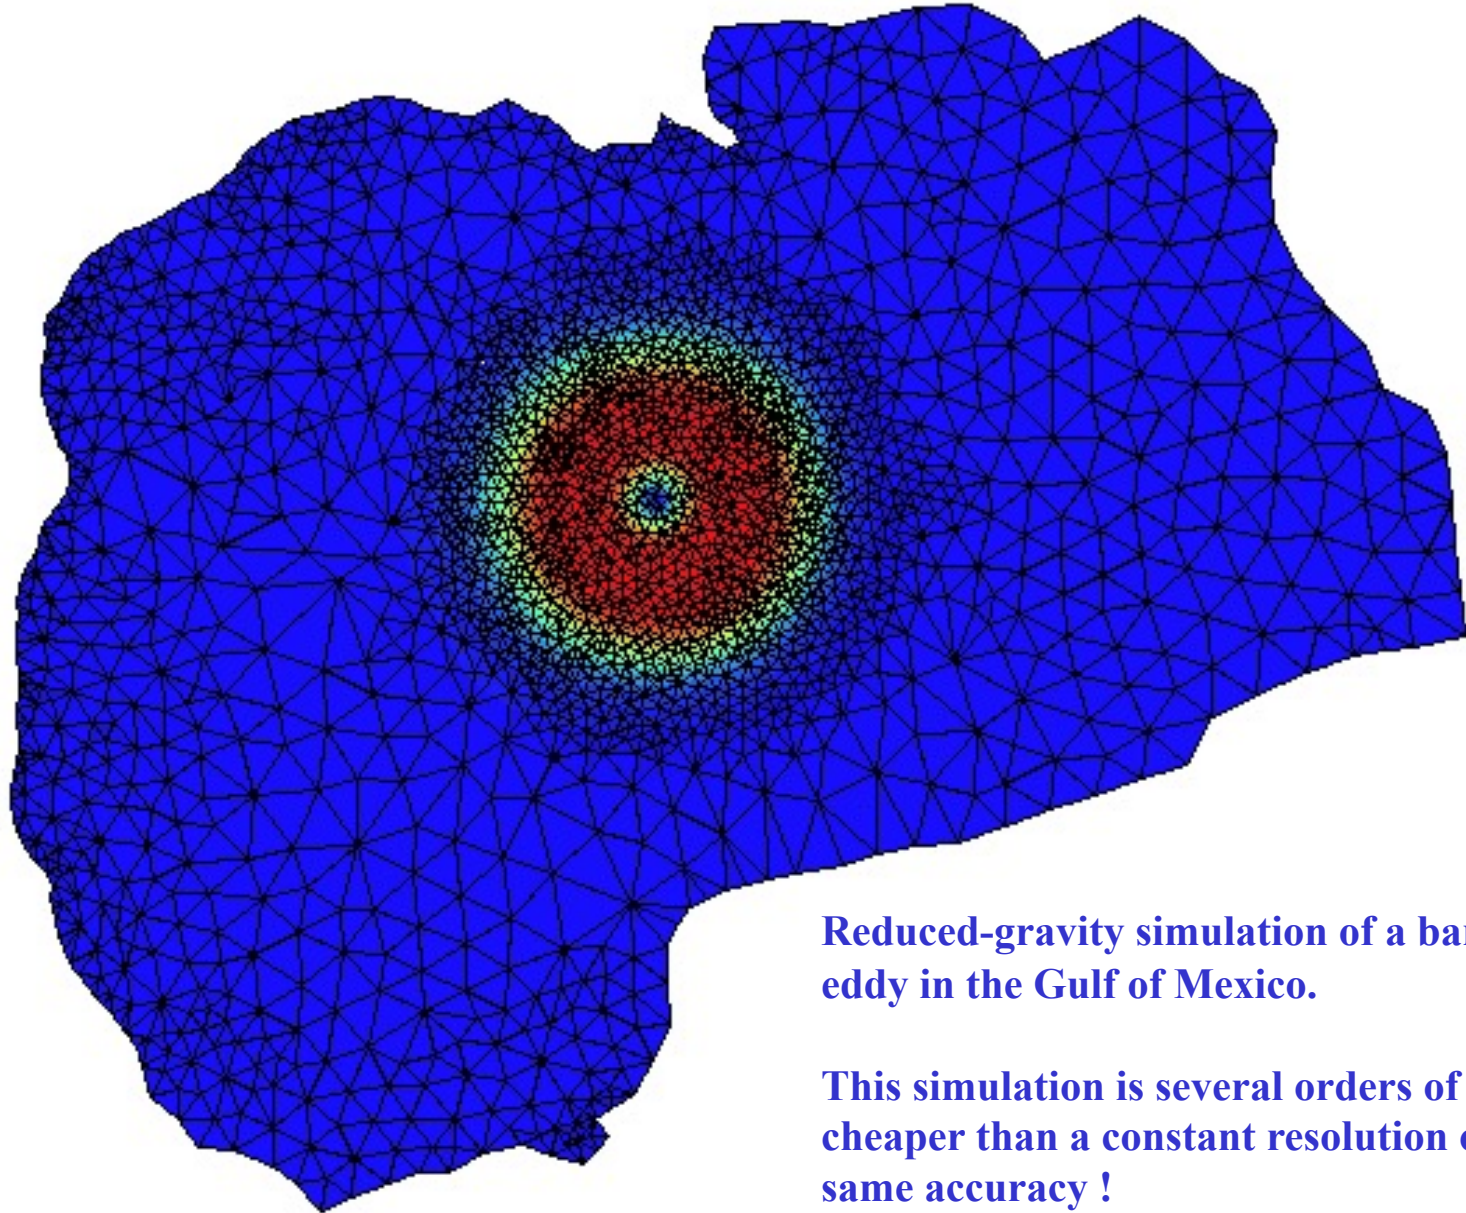 Reduced-gravity simulation of a
eddy in the Gulf of Mexico.
This simulation is several orders of
cheaper than a constant resolution
same accuracy !